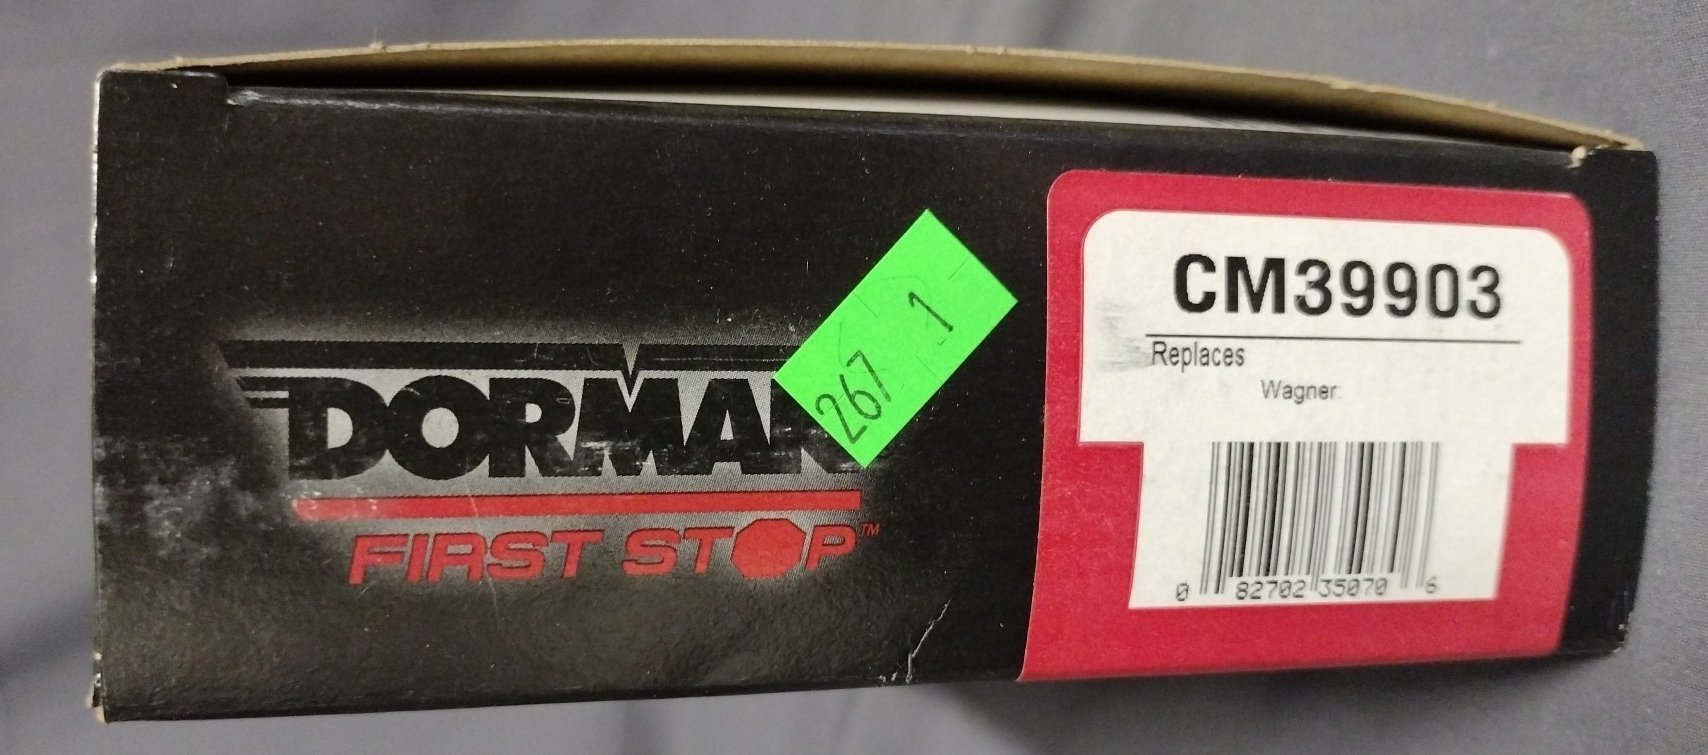 DORMAN
FIRST STOP™
267 1
CM39903
Replaces
Wagner:
0 82702 35070 6